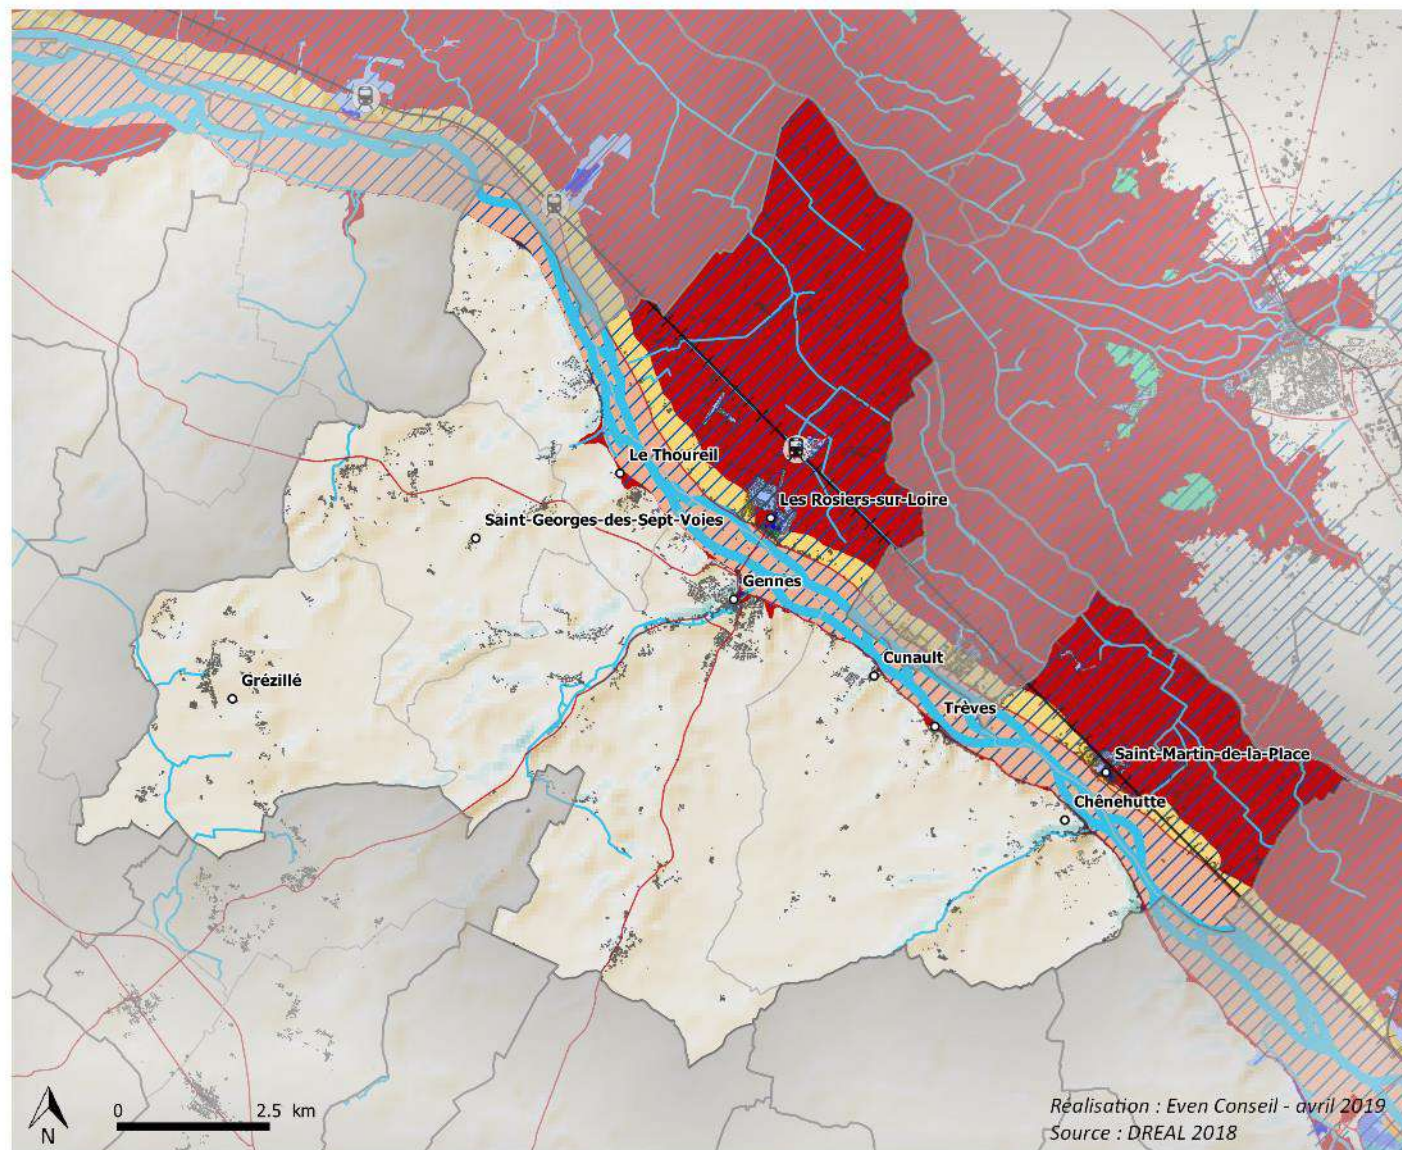 Le Thoureil
Les Rosiers-sur-Loire
Saint-Georges-des-Sept-Voies
Gennes
Cunault
Grézillé
Trèves
Saint-Martin-de-la-Place
Chênehutte
0 2.5 km
N
Réalisation : Even Conseil - avril 2019
Source : DREAL 2018